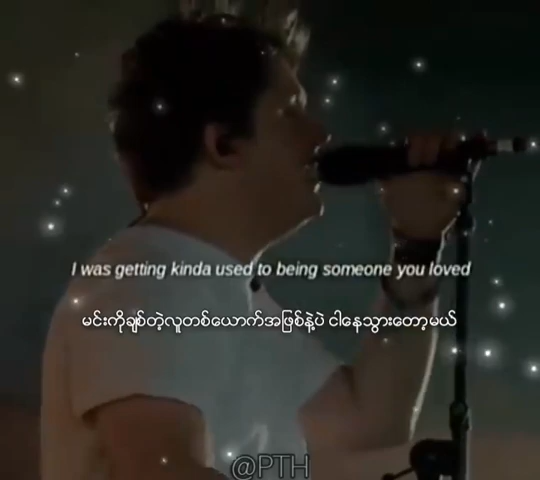 I was getting kinda used to being someone you loved
မင်းကိုချစ်တဲ့လူတစ်ယောက်အဖြစ်နဲ့ပဲ ငါနေသွားတော့မယ်
@PTH